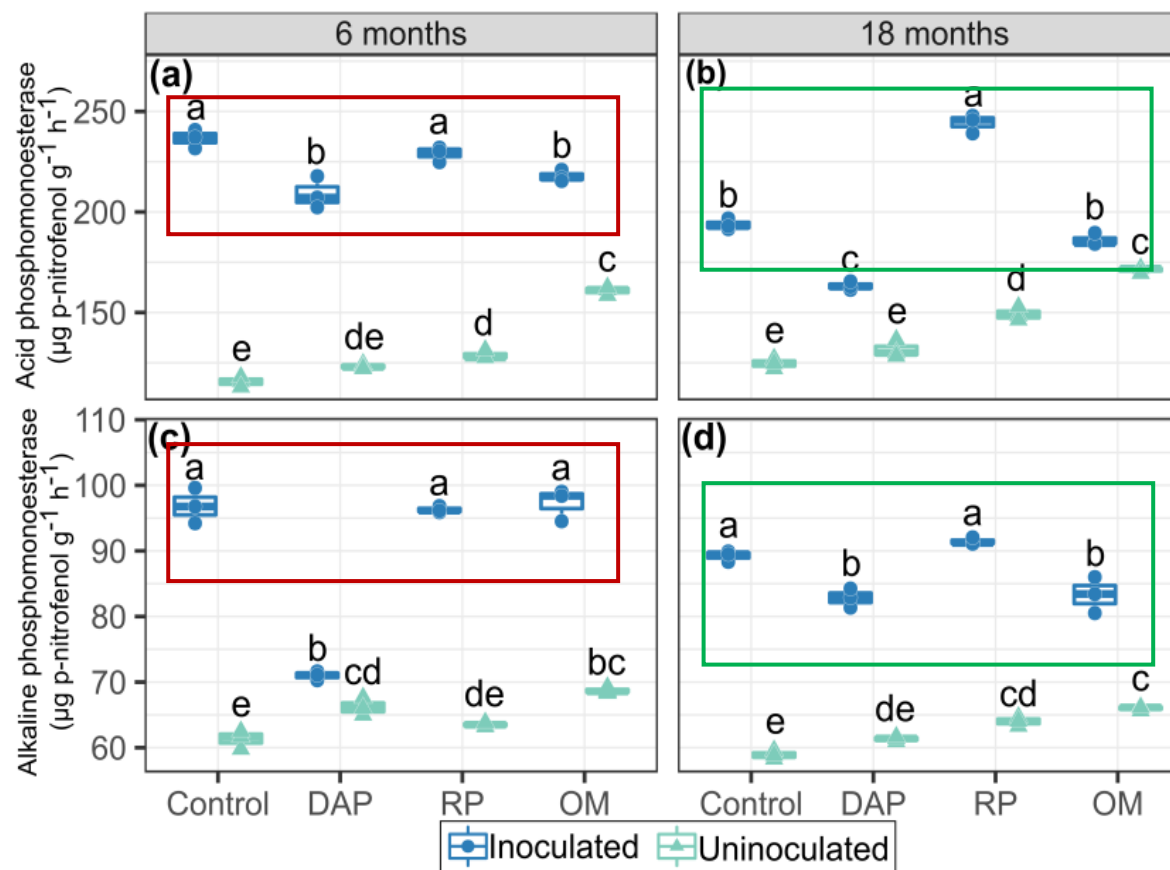 6 months
18 months
Acid phosphomonoesterase
(µg p-nitrofenol g⁻¹ h⁻¹)
250
200
150
(a)
a
b
a
b
e
de
d
c
(b)
b
c
a
b
e
e
d
c
Alkaline phosphomonoesterase
(µg p-nitrofenol g⁻¹ h⁻¹)
110
100
90
80
70
60
(c)
a
b
a
a
e
cd
de
bc
(d)
a
b
a
b
e
de
cd
c
Control DAP RP OM
Control DAP RP OM
Inoculated Uninoculated